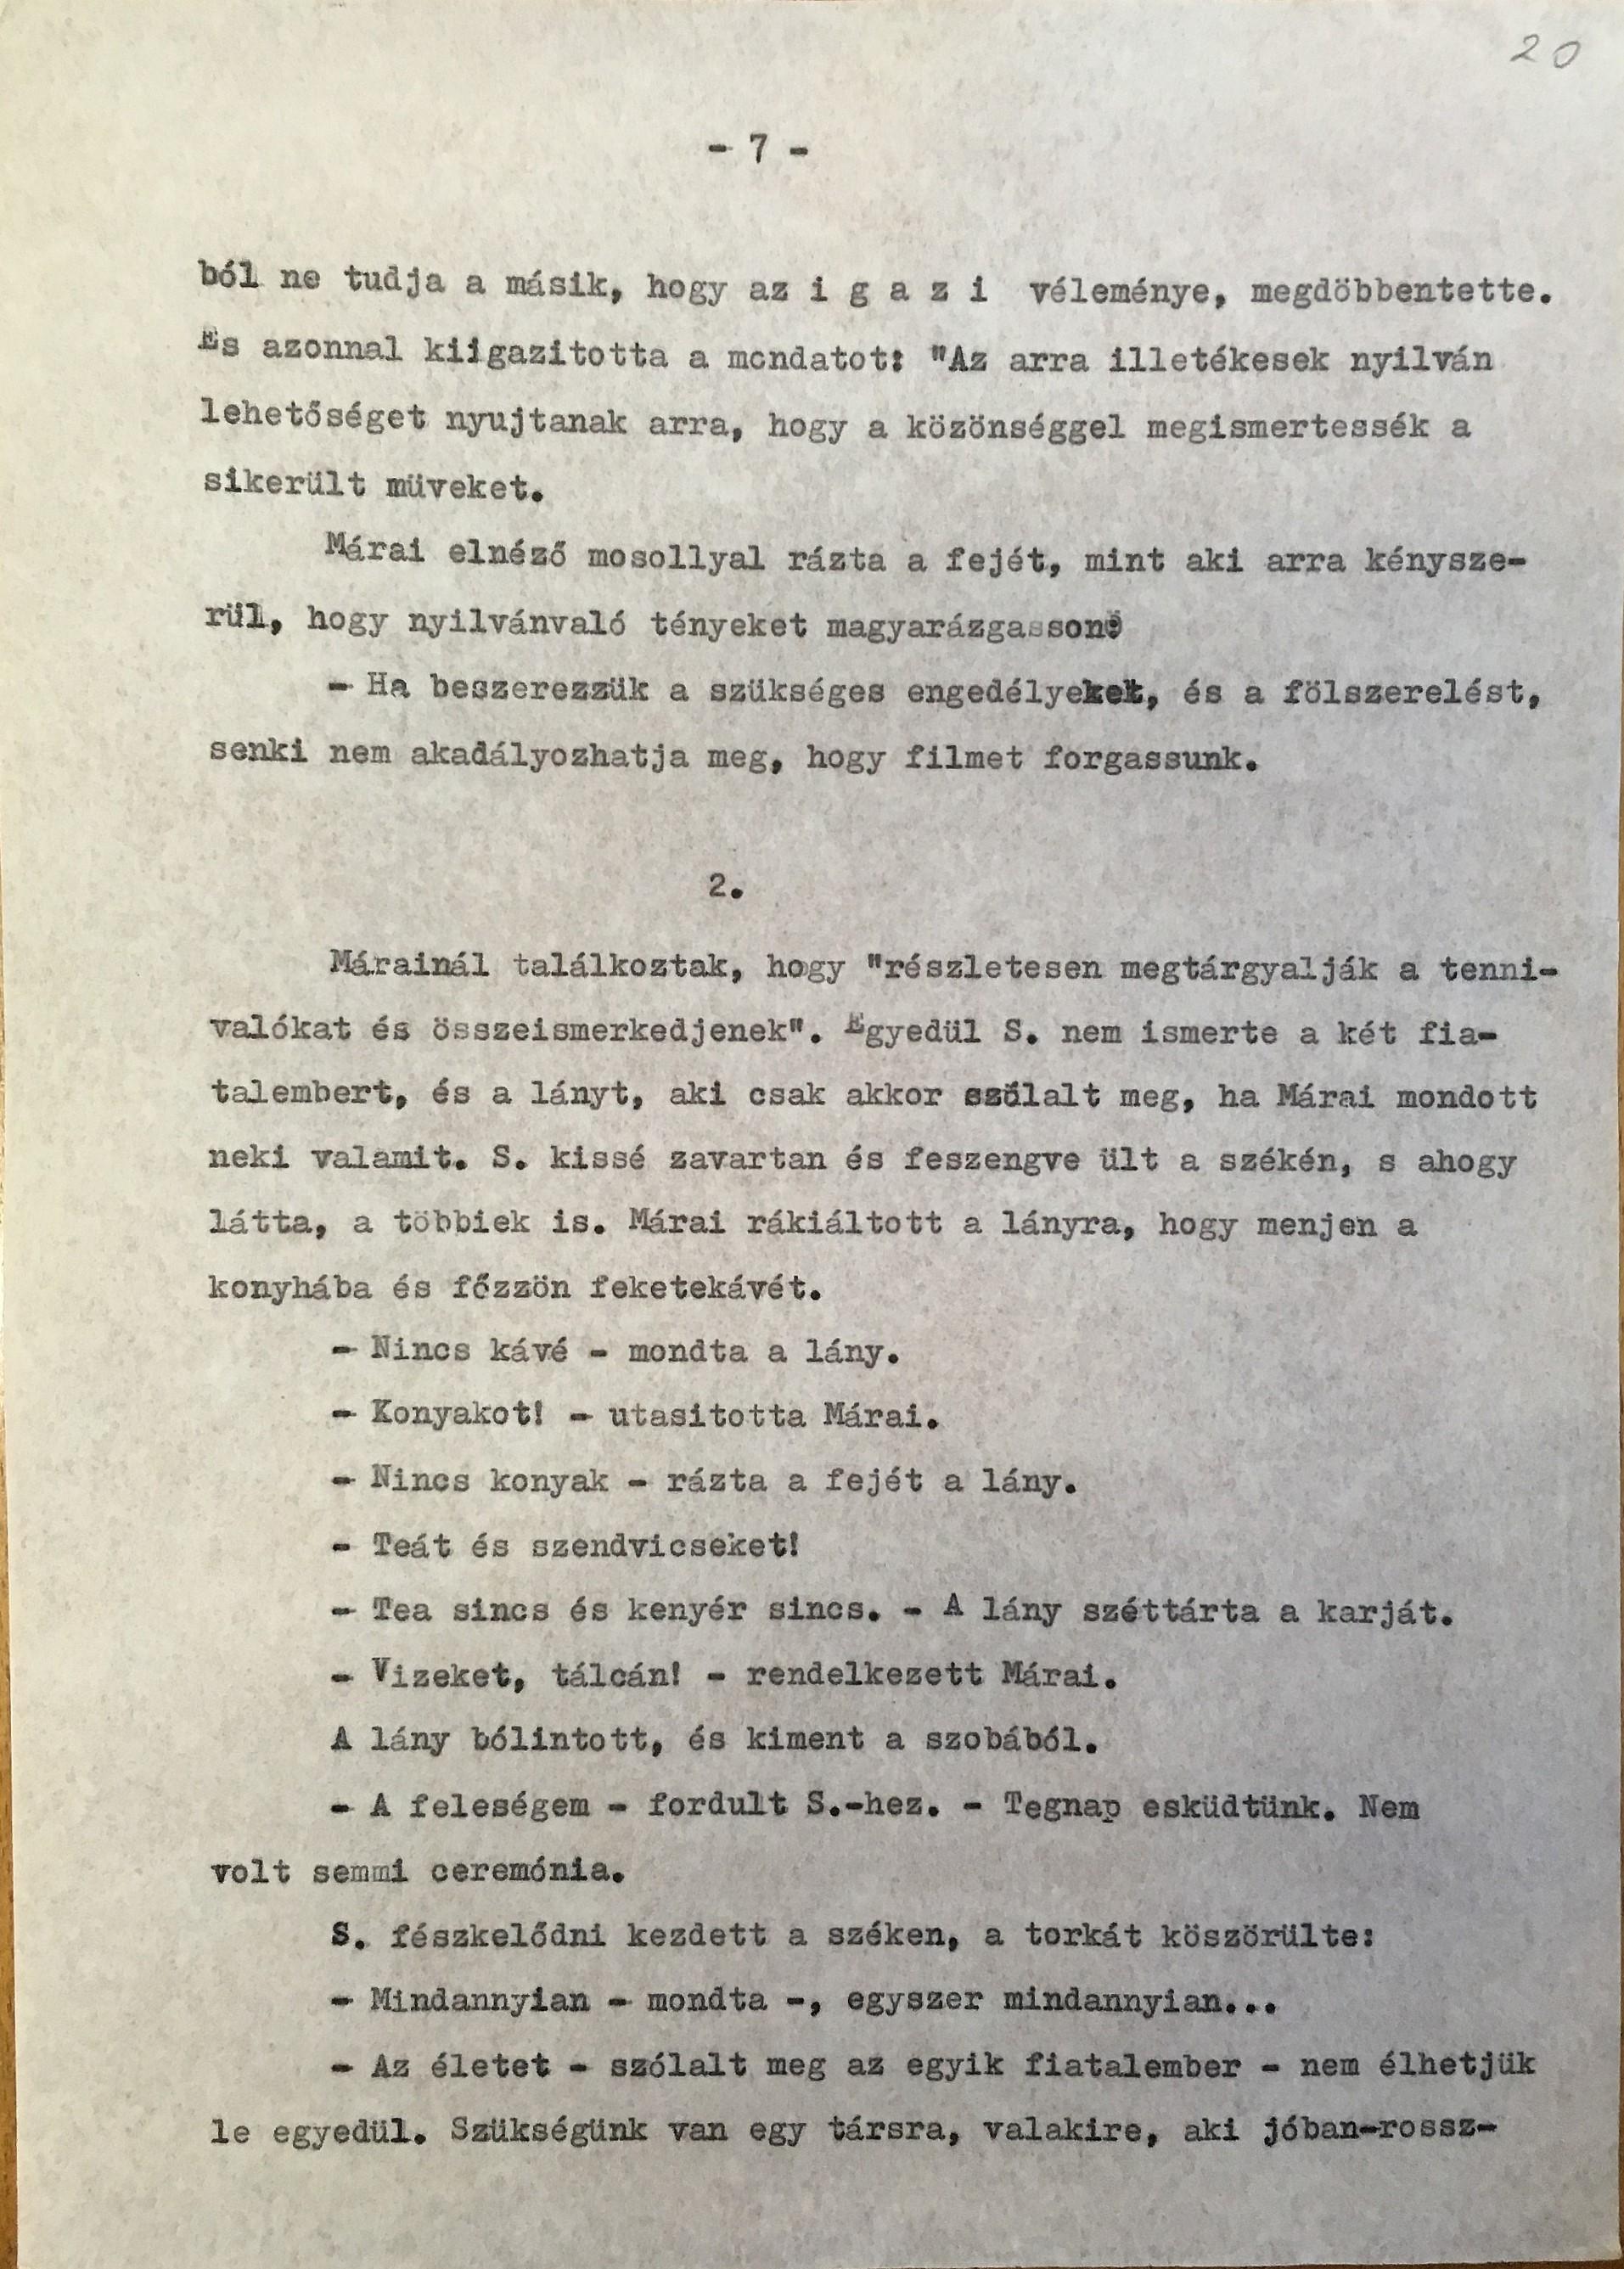 20
- 7 -
ból ne tudja a másik, hogy az i g a z i véleménye, megdöbbentette.
És azonnal kiigazitotta a mondatot: "Az arra illetékesek nyilván
lehetőséget nyujtanak arra, hogy a közönséggel megismertessék a
sikerült müveket.
Márai elnéző mosollyal rázta a fejét, mint aki arra kénysze-
rül, hogy nyilvánvaló tényeket magyarázgasson:
- Ha beszerezzük a szükséges engedélyeket, és a fölszerelést,
senki nem akadályozhatja meg, hogy filmet forgassunk.
2.
Márainál találkoztak, hogy "részletesen megtárgyalják a tenni-
valókat és összeismerkedjenek". Egyedül S. nem ismerte a két fia-
talembert, és a lányt, aki csak akkor szólalt meg, ha Márai mondott
neki valamit. S. kissé zavartan és feszengve ült a székén, s ahogy
látta, a többiek is. Márai rákiáltott a lányra, hogy menjen a
konyhába és főzzön feketekávét.
- Nincs kávé - mondta a lány.
- Konyakot! - utasitotta Márai.
- Nincs konyak - rázta a fejét a lány.
- Teát és szendvicseket!
- Tea sincs és kenyér sincs. - A lány széttárta a karját.
- Vizeket, tálcán! - rendelkezett Márai.
A lány bólintott, és kiment a szobából.
- A feleségem - fordult S.-hez. - Tegnap esküdtünk. Nem
volt semmi ceremónia.
S. fészkelődni kezdett a széken, a torkát köszörülte:
- Mindannyian - mondta -, egyszer mindannyian...
- Az életet - szólalt meg az egyik fiatalember - nem élhetjük
le egyedül. Szükségünk van egy társra, valakire, aki jóban-rossz-